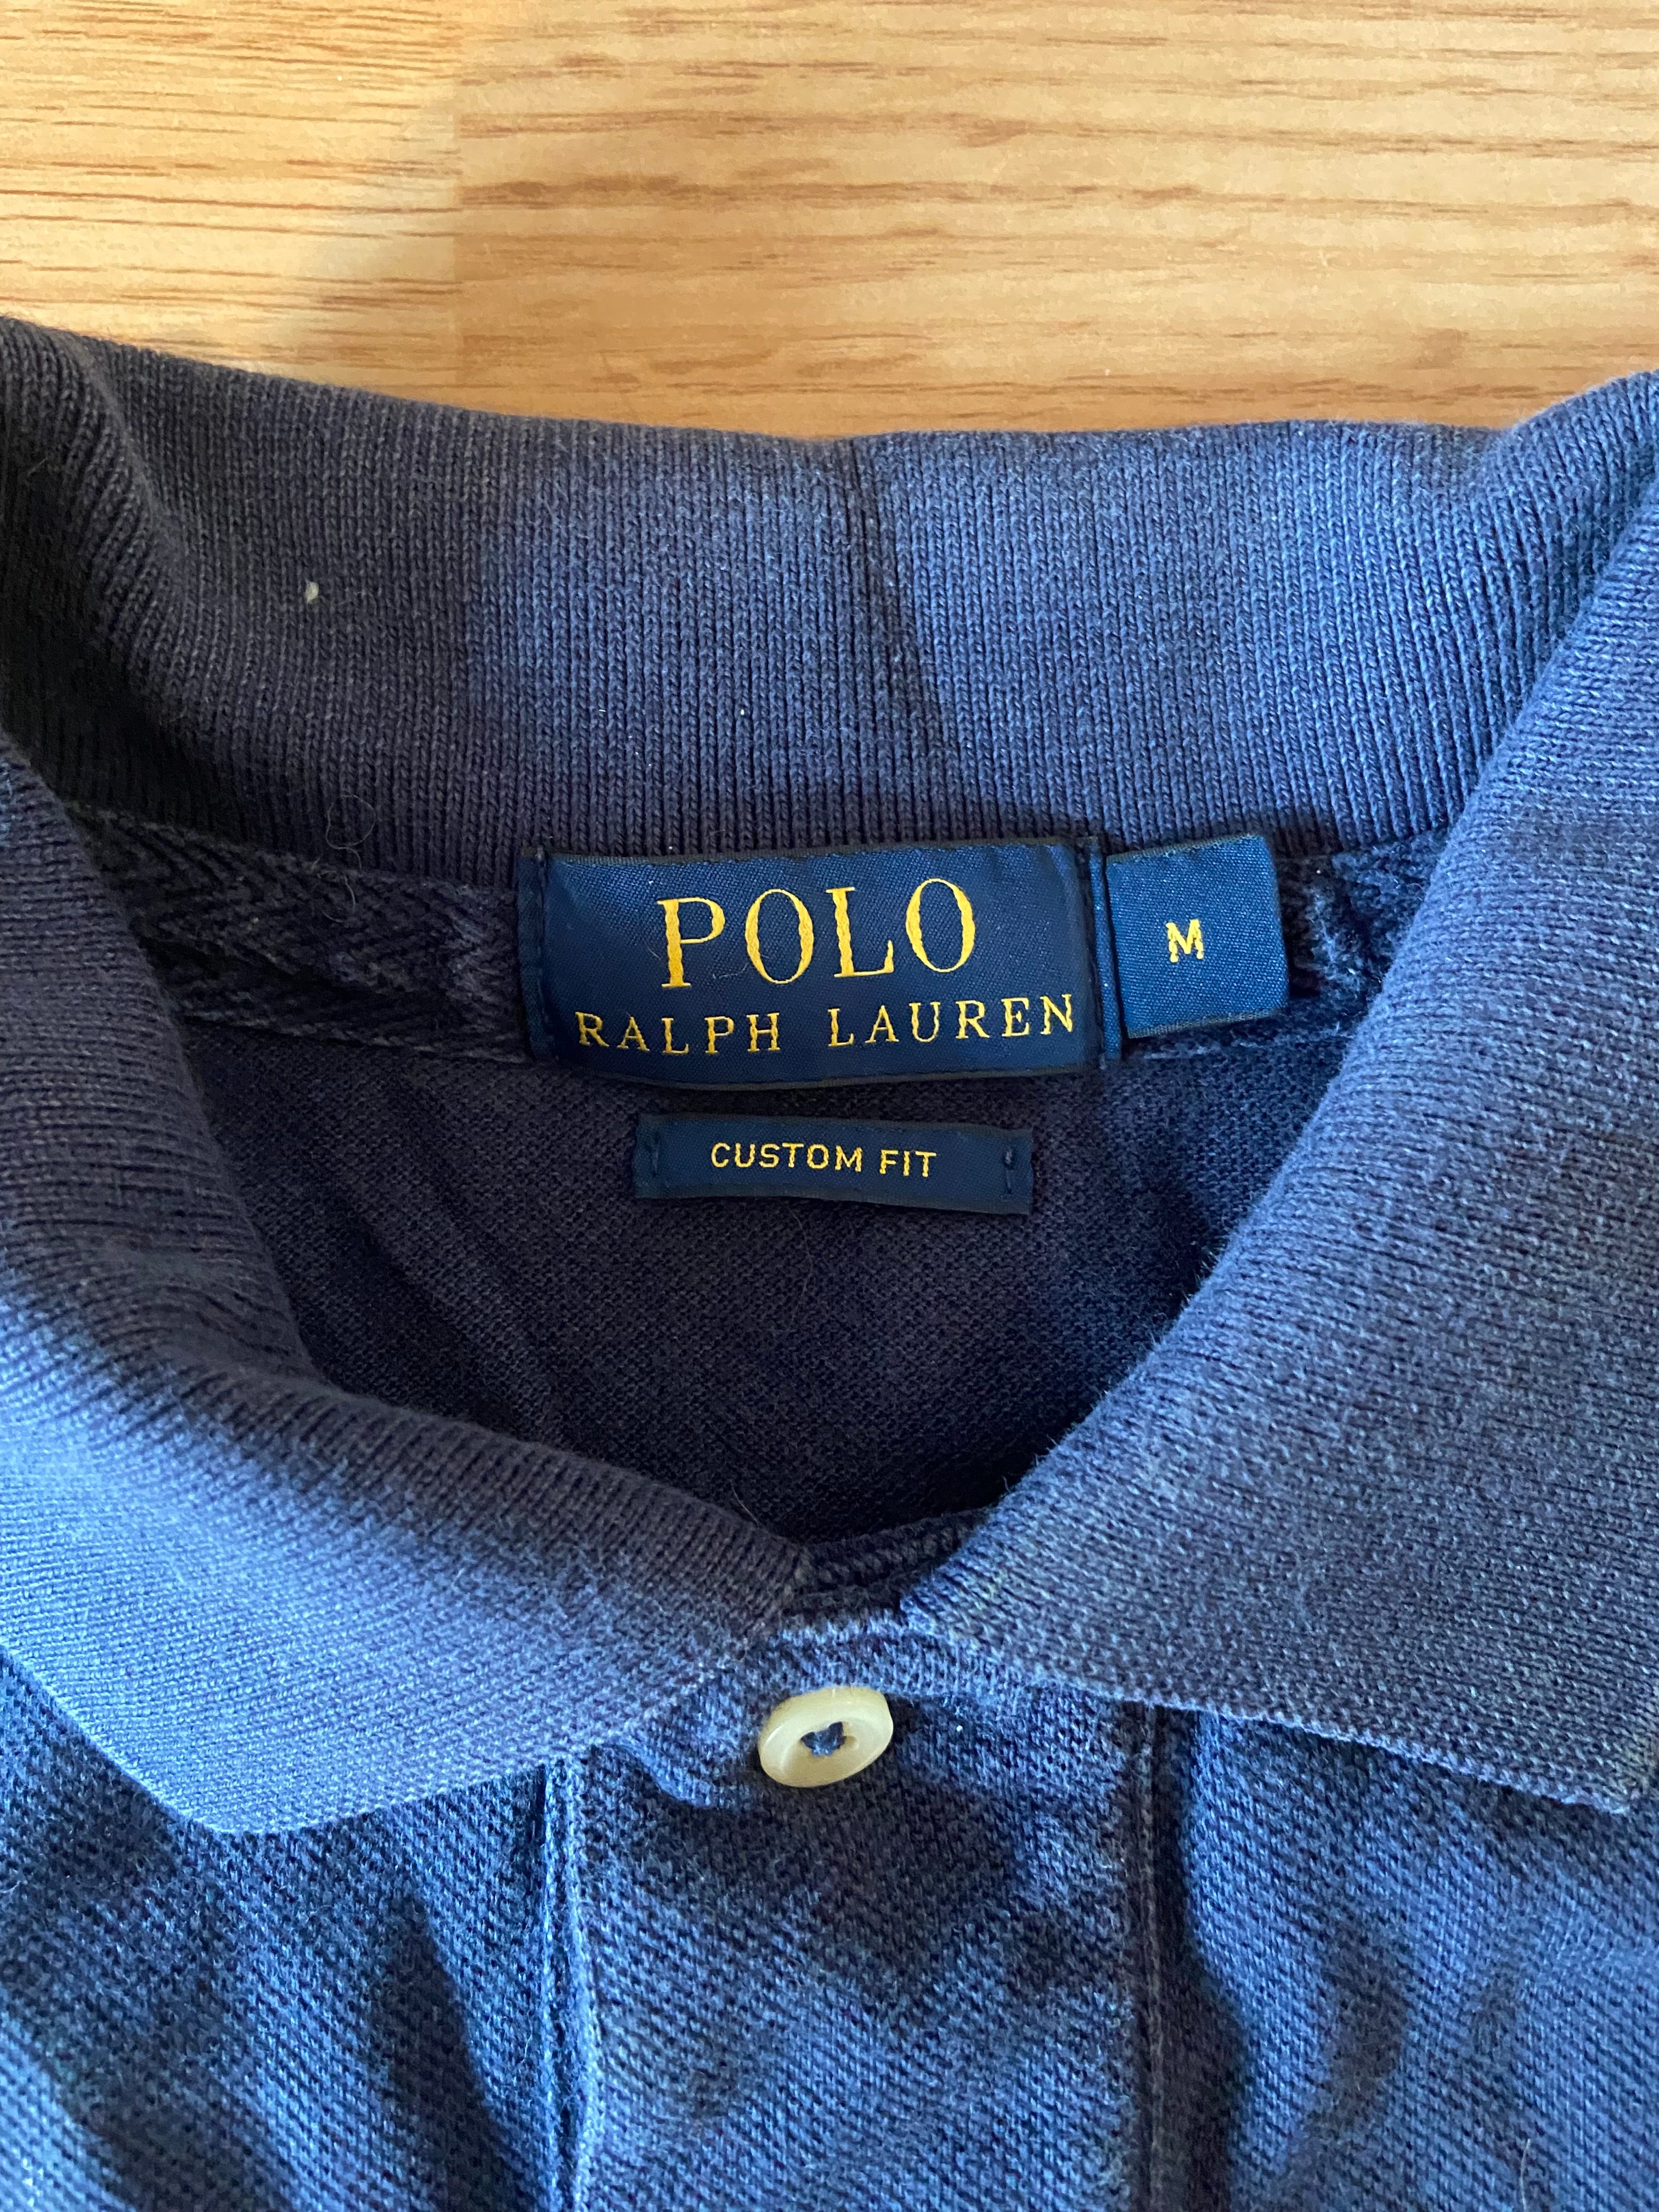 POLO
RALPH LAUREN
M
CUSTOM FIT